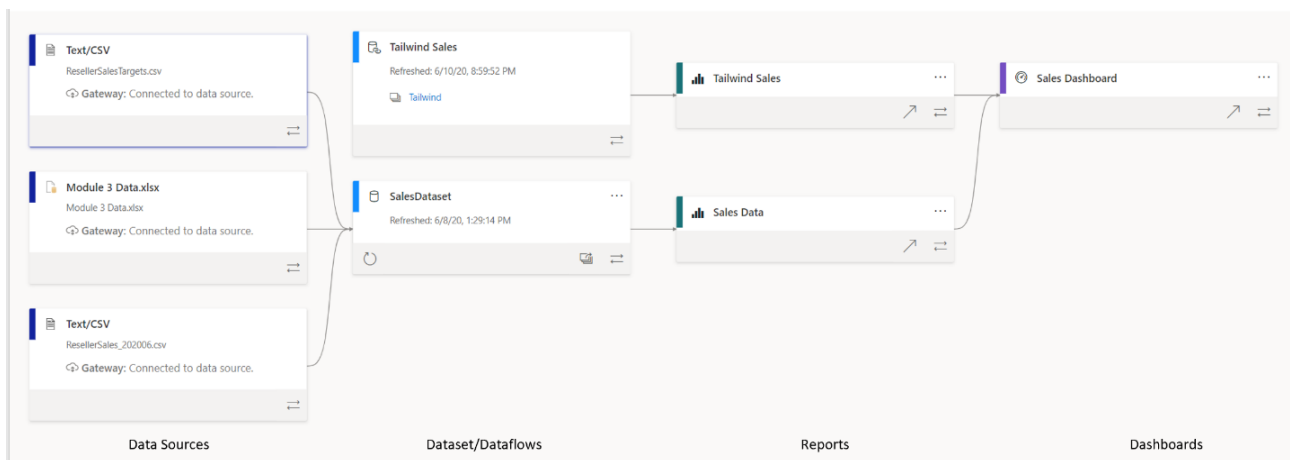 Text/CSV
ResellerSalesTargets.csv
Gateway: Connected to data source.
Module 3 Data.xlsx
Module 3 Data.xlsx
Gateway: Connected to data source.
Text/CSV
ResellerSales_202006.csv
Gateway: Connected to data source.
Data Sources
Tailwind Sales
Refreshed: 6/10/20, 8:59:52 PM
Tailwind
SalesDataset
Refreshed: 6/8/20, 1:29:14 PM
Dataset/Dataflows
Tailwind Sales
Sales Data
Reports
Sales Dashboard
Dashboards